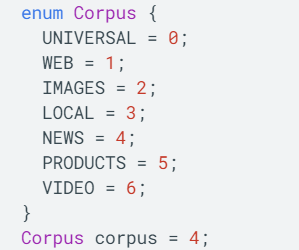 enum Corpus {
  UNIVERSAL = 0;
  WEB = 1;
  IMAGES = 2;
  LOCAL = 3;
  NEWS = 4;
  PRODUCTS = 5;
  VIDEO = 6;
}
Corpus corpus = 4;